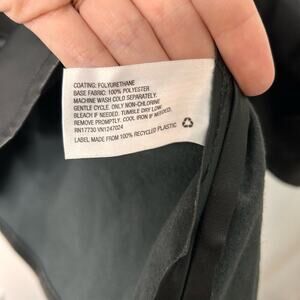 COATING: POLYURETHANE
BASE FABRIC: 100% POLYESTER
MACHINE WASH COLD SEPARATELY.
GENTLE CYCLE. ONLY NON-CHLORINE
BLEACH IF NEEDED. TUMBLE DRY LOW.
REMOVE PROMPTLY. COOL IRON IF NEEDED.
RN17730 VN1247024
LABEL MADE FROM 100% RECYCLED PLASTIC